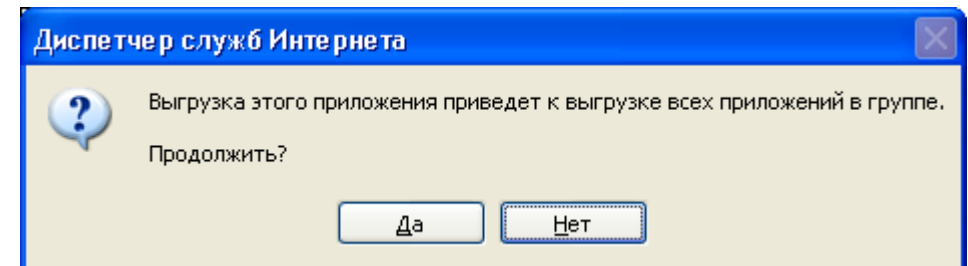 Диспетчер служб Интернета
Выгрузка этого приложения приведет к выгрузке всех приложений в группе.
Продолжить?
Да
Нет